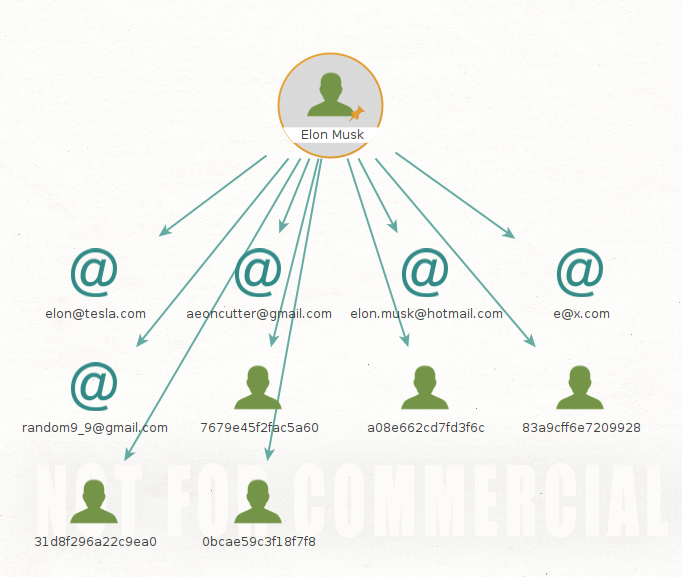 Elon Musk
elon@tesla.com
aeoncutter@gmail.com
elon.musk@hotmail.com
e@x.com
random9_9@gmail.com
7679e45f2fac5a60
a08e662cd7fd3f6c
83a9cff6e7209928
NOT FOR COMMERCIAL
31d8f296a22c9ea0
0bcae59c3f18f7f8